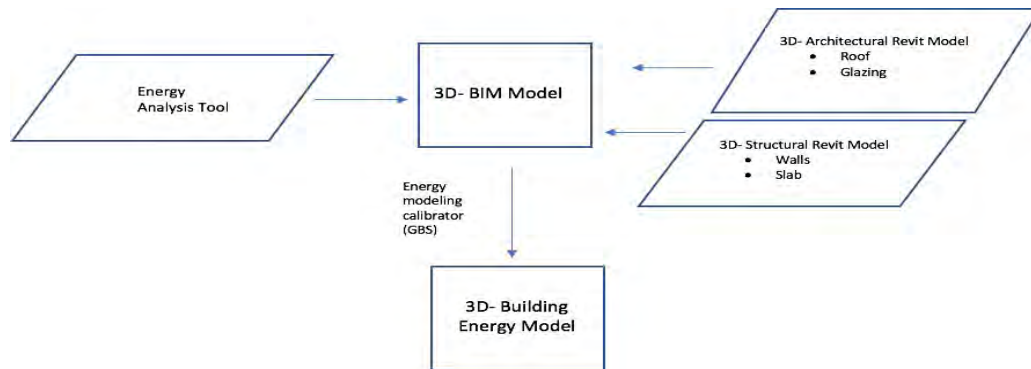 Energy
Analysis Tool
3D- BIM Model
3D- Architectural Revit Model
• Roof
• Glazing
3D- Structural Revit Model
• Walls
• Slab
Energy
modeling
calibrator
(GBS)
3D- Building
Energy Model